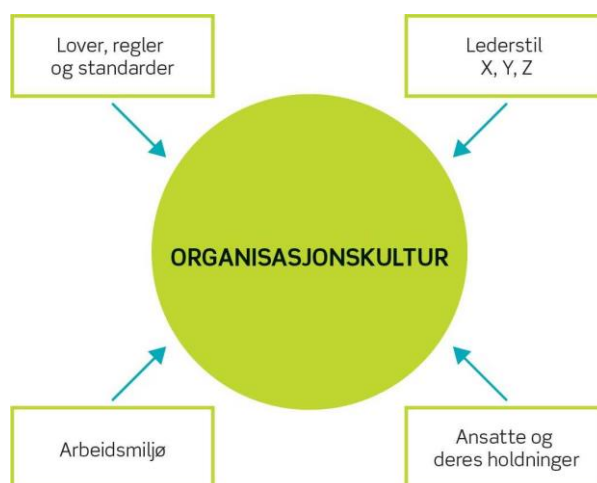 Lover, regler
og standarder
Lederstil
X, Y, Z
ORGANISASJONSKULTUR
Arbeidsmiljø
Ansatte og
deres holdninger